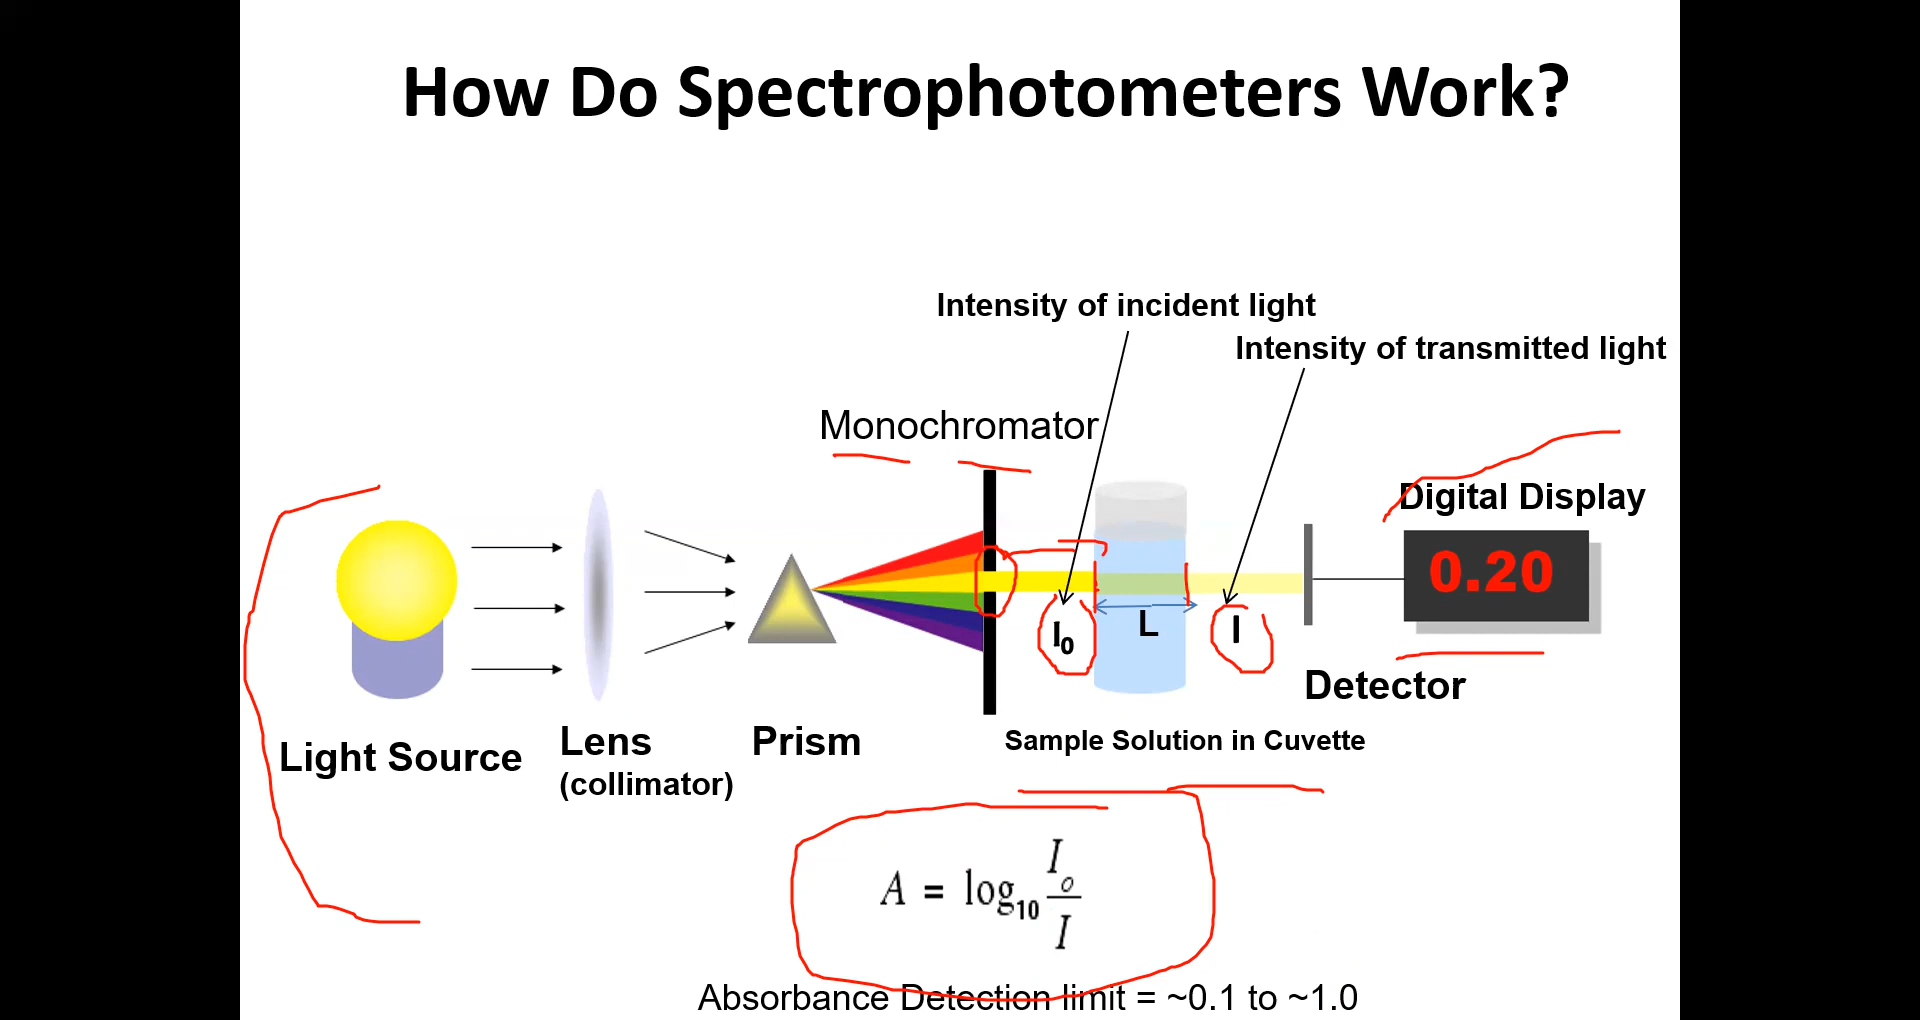 How Do Spectrophotometers Work?
Intensity of incident light
Intensity of transmitted light
Monochromator
Digital Display
0.20
I₀
L
I
Detector
Light Source
Lens
(collimator)
Prism
Sample Solution in Cuvette
A = log₁₀ Iₒ/I
Absorbance Detection limit = ~0.1 to ~1.0